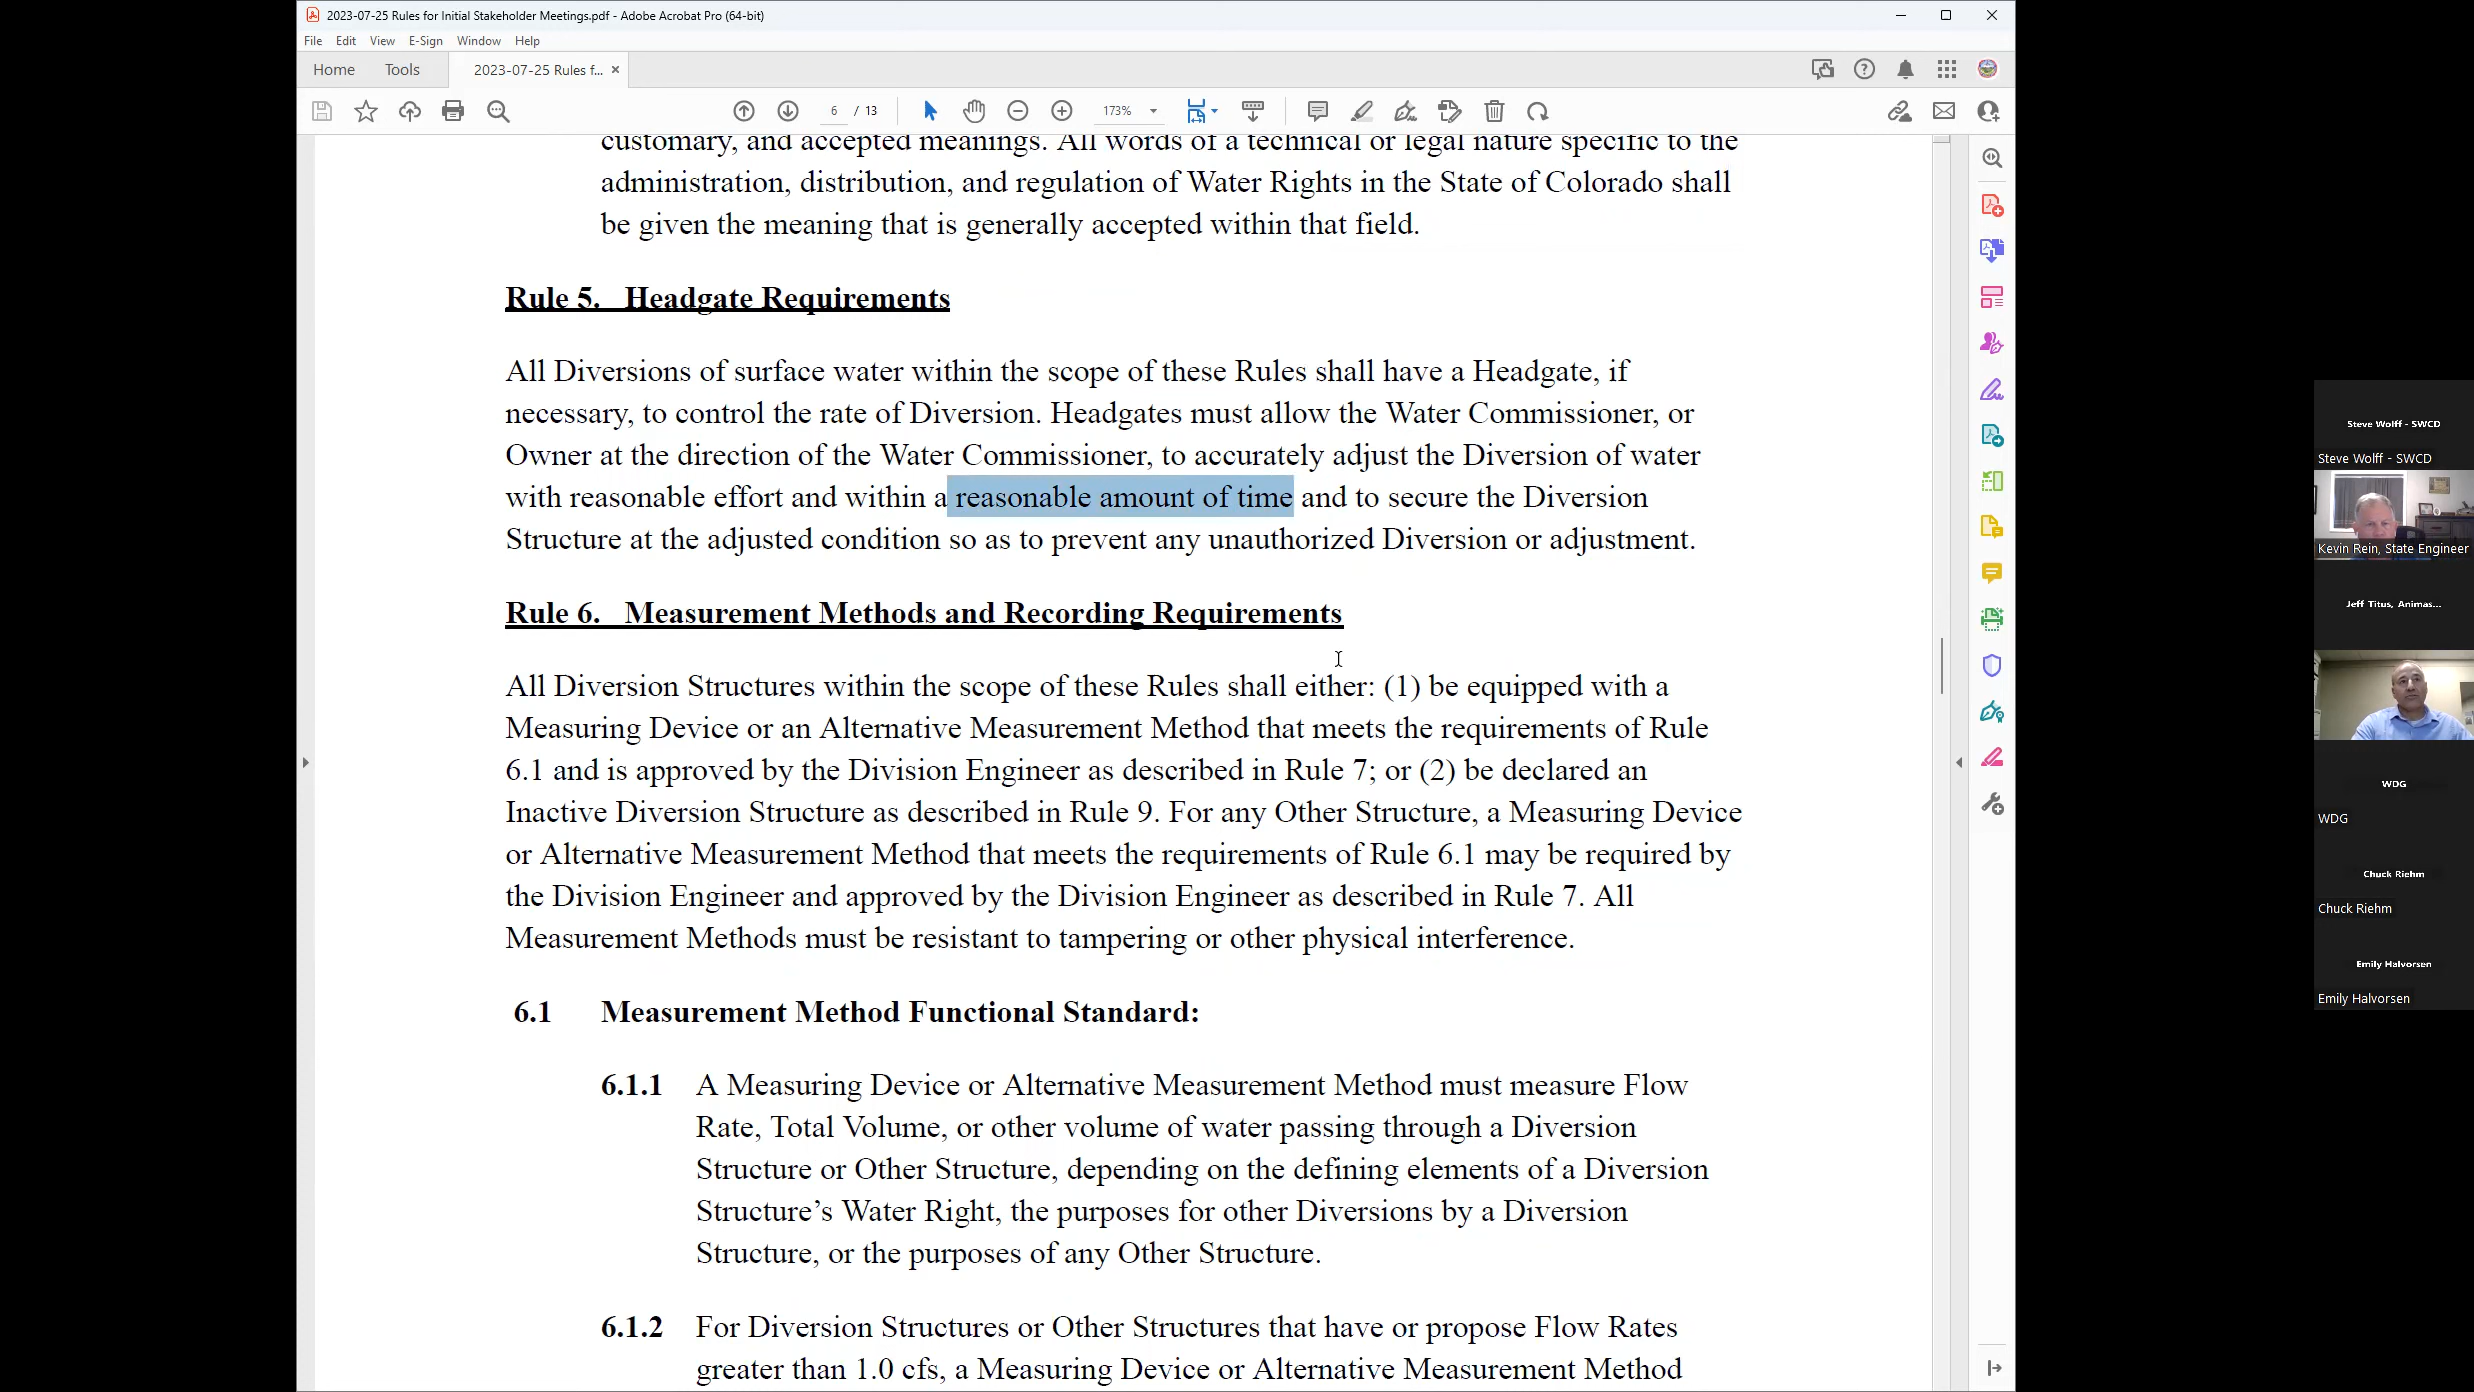 2023-07-25 Rules for Initial Stakeholder Meetings.pdf - Adobe Acrobat Pro (64-bit)
File Edit View E-Sign Window Help
Home Tools 2023-07-25 Rules f... ×
6 / 13 173%
customary, and accepted meanings. All words of a technical or legal nature specific to the
administration, distribution, and regulation of Water Rights in the State of Colorado shall
be given the meaning that is generally accepted within that field.
Rule 5. Headgate Requirements
All Diversions of surface water within the scope of these Rules shall have a Headgate, if
necessary, to control the rate of Diversion. Headgates must allow the Water Commissioner, or
Owner at the direction of the Water Commissioner, to accurately adjust the Diversion of water
with reasonable effort and within a reasonable amount of time and to secure the Diversion
Structure at the adjusted condition so as to prevent any unauthorized Diversion or adjustment.
Rule 6. Measurement Methods and Recording Requirements
All Diversion Structures within the scope of these Rules shall either: (1) be equipped with a
Measuring Device or an Alternative Measurement Method that meets the requirements of Rule
6.1 and is approved by the Division Engineer as described in Rule 7; or (2) be declared an
Inactive Diversion Structure as described in Rule 9. For any Other Structure, a Measuring Device
or Alternative Measurement Method that meets the requirements of Rule 6.1 may be required by
the Division Engineer and approved by the Division Engineer as described in Rule 7. All
Measurement Methods must be resistant to tampering or other physical interference.
6.1 Measurement Method Functional Standard:
6.1.1 A Measuring Device or Alternative Measurement Method must measure Flow
Rate, Total Volume, or other volume of water passing through a Diversion
Structure or Other Structure, depending on the defining elements of a Diversion
Structure’s Water Right, the purposes for other Diversions by a Diversion
Structure, or the purposes of any Other Structure.
6.1.2 For Diversion Structures or Other Structures that have or propose Flow Rates
greater than 1.0 cfs, a Measuring Device or Alternative Measurement Method
Steve Wolff - SWCD
Steve Wolff - SWCD
Kevin Rein, State Engineer
Jeff Titus, Animas...
WDG
WDG
Chuck Riehm
Chuck Riehm
Emily Halvorsen
Emily Halvorsen